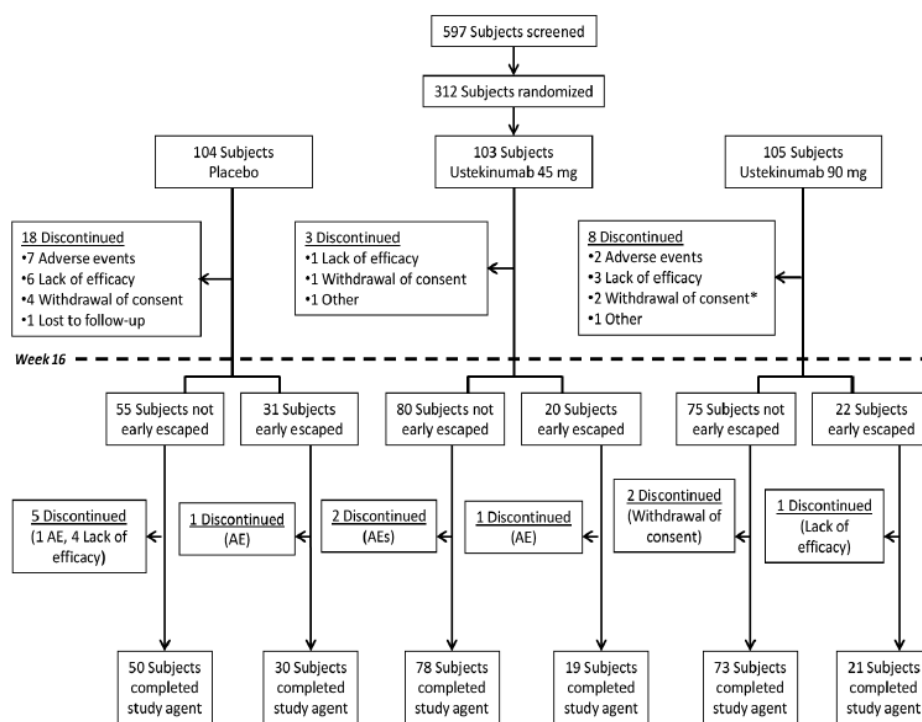 597 Subjects screened
312 Subjects randomized
104 Subjects
Placebo
103 Subjects
Ustekinumab 45 mg
105 Subjects
Ustekinumab 90 mg
18 Discontinued
•7 Adverse events
•6 Lack of efficacy
•4 Withdrawal of consent
•1 Lost to follow-up
3 Discontinued
•1 Lack of efficacy
•1 Withdrawal of consent
•1 Other
8 Discontinued
•2 Adverse events
•3 Lack of efficacy
•2 Withdrawal of consent*
•1 Other
Week 16
55 Subjects not
early escaped
31 Subjects
early escaped
80 Subjects not
early escaped
20 Subjects
early escaped
75 Subjects not
early escaped
22 Subjects
early escaped
5 Discontinued
(1 AE, 4 Lack of
efficacy)
1 Discontinued
(AE)
2 Discontinued
(AEs)
1 Discontinued
(AE)
2 Discontinued
(Withdrawal of
consent)
1 Discontinued
(Lack of
efficacy)
50 Subjects
completed
study agent
30 Subjects
completed
study agent
78 Subjects
completed
study agent
19 Subjects
completed
study agent
73 Subjects
completed
study agent
21 Subjects
completed
study agent